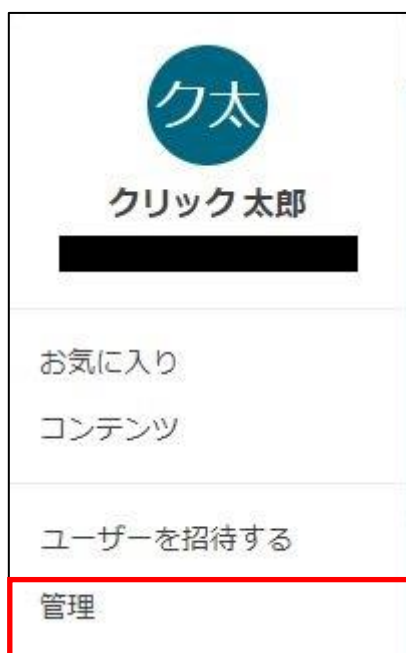 ク太
クリック 太郎
お気に入り
コンテンツ
ユーザーを招待する
管理